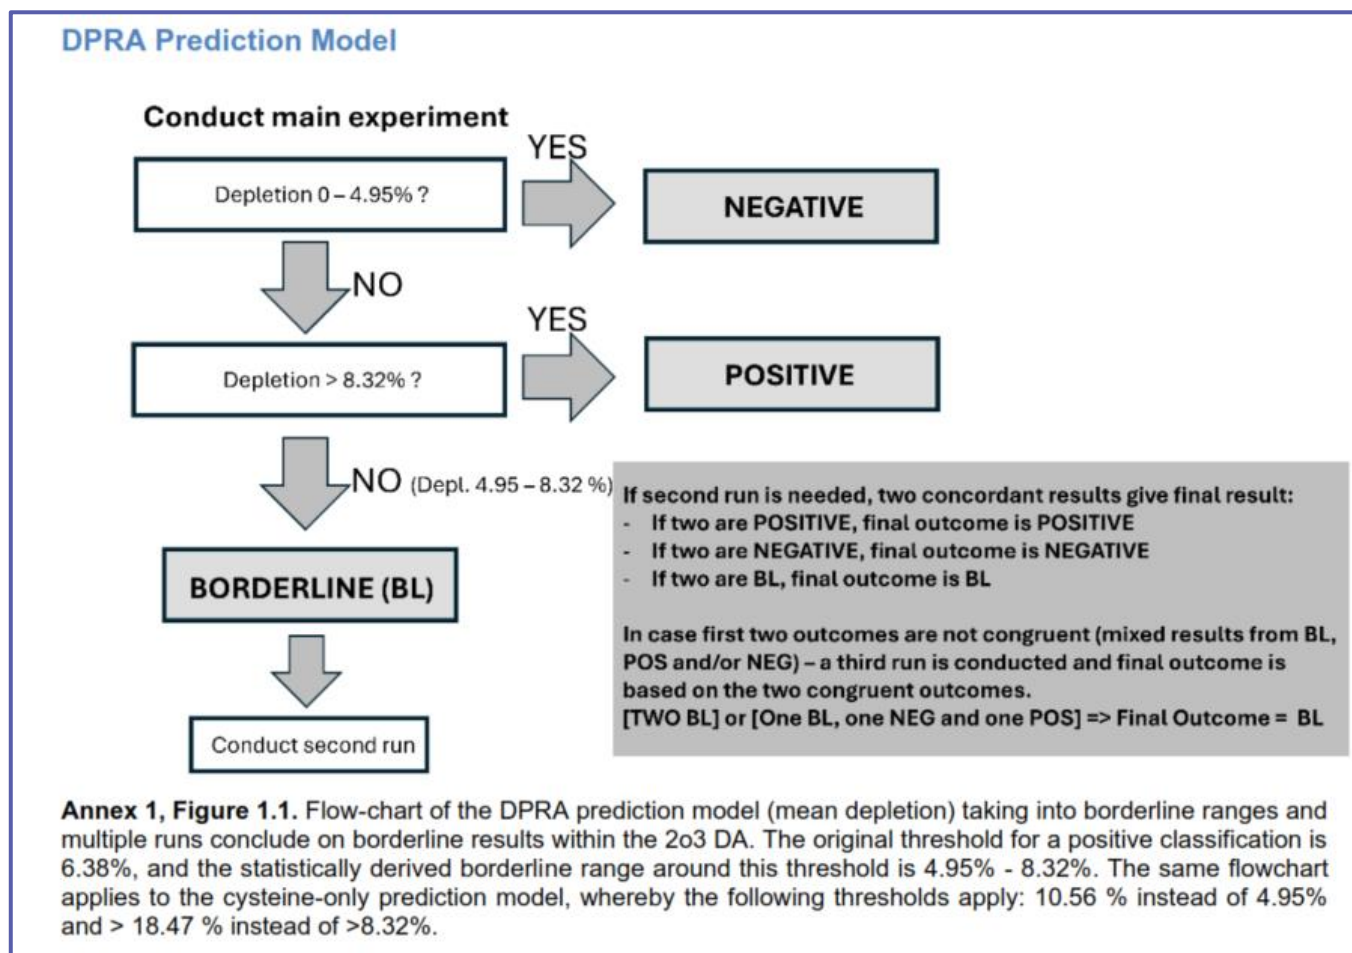 DPRA Prediction Model
Conduct main experiment
Depletion 0 – 4.95% ?
YES
NEGATIVE
NO
Depletion > 8.32% ?
YES
POSITIVE
NO (Depl. 4.95 – 8.32 %)
BORDERLINE (BL)
Conduct second run
If second run is needed, two concordant results give final result:
- If two are POSITIVE, final outcome is POSITIVE
- If two are NEGATIVE, final outcome is NEGATIVE
- If two are BL, final outcome is BL
In case first two outcomes are not congruent (mixed results from BL,
POS and/or NEG) – a third run is conducted and final outcome is
based on the two congruent outcomes.
[TWO BL] or [One BL, one NEG and one POS] => Final Outcome = BL
Annex 1, Figure 1.1. Flow-chart of the DPRA prediction model (mean depletion) taking into borderline ranges and
multiple runs conclude on borderline results within the 2o3 DA. The original threshold for a positive classification is
6.38%, and the statistically derived borderline range around this threshold is 4.95% - 8.32%. The same flowchart
applies to the cysteine-only prediction model, whereby the following thresholds apply: 10.56 % instead of 4.95%
and > 18.47 % instead of >8.32%.